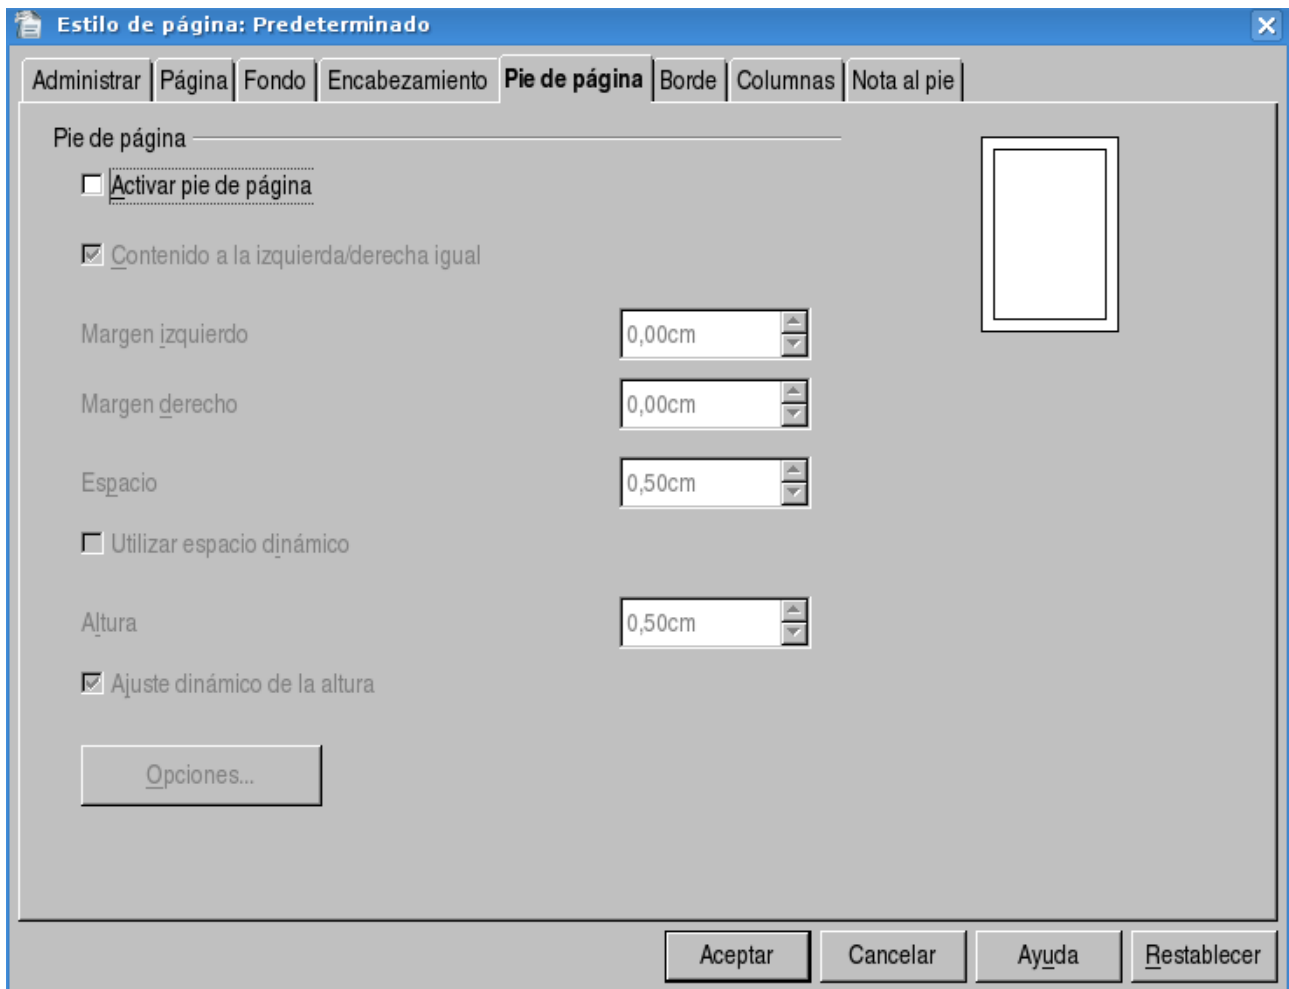 Estilo de página: Predeterminado
Administrar Página Fondo Encabezamiento Pie de página Borde Columnas Nota al pie
Pie de página
Activar pie de página
Contenido a la izquierda/derecha igual
Margen izquierdo 0,00cm
Margen derecho 0,00cm
Espacio 0,50cm
Utilizar espacio dinámico
Altura 0,50cm
Ajuste dinámico de la altura
Opciones...
Aceptar Cancelar Ayuda Restablecer